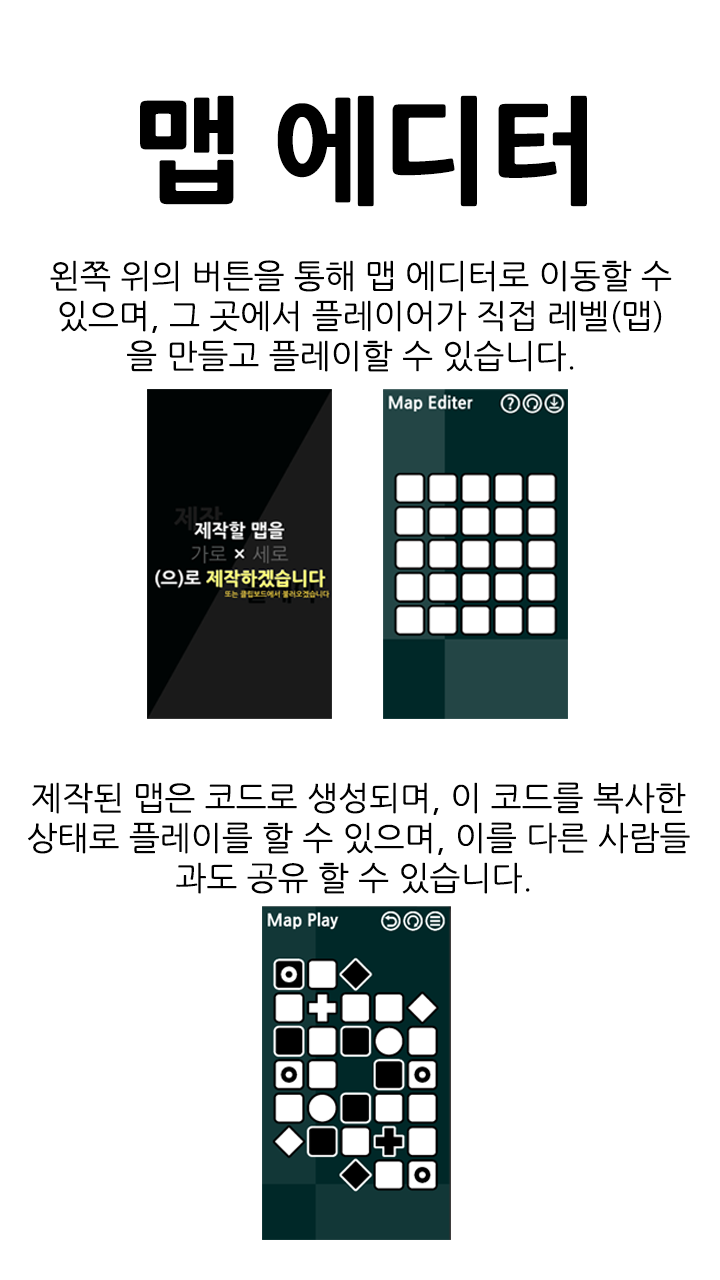 맵 에디터
왼쪽 위의 버튼을 통해 맵 에디터로 이동할 수
있으며, 그 곳에서 플레이어가 직접 레벨(맵)
을 만들고 플레이할 수 있습니다.
제작
제작할 맵을
가로 × 세로
(으)로 제작하겠습니다
또는 클립보드에서 불러오겠습니다
Map Editer
?
제작된 맵은 코드로 생성되며, 이 코드를 복사한
상태로 플레이를 할 수 있으며, 이를 다른 사람들
과도 공유 할 수 있습니다.
Map Play